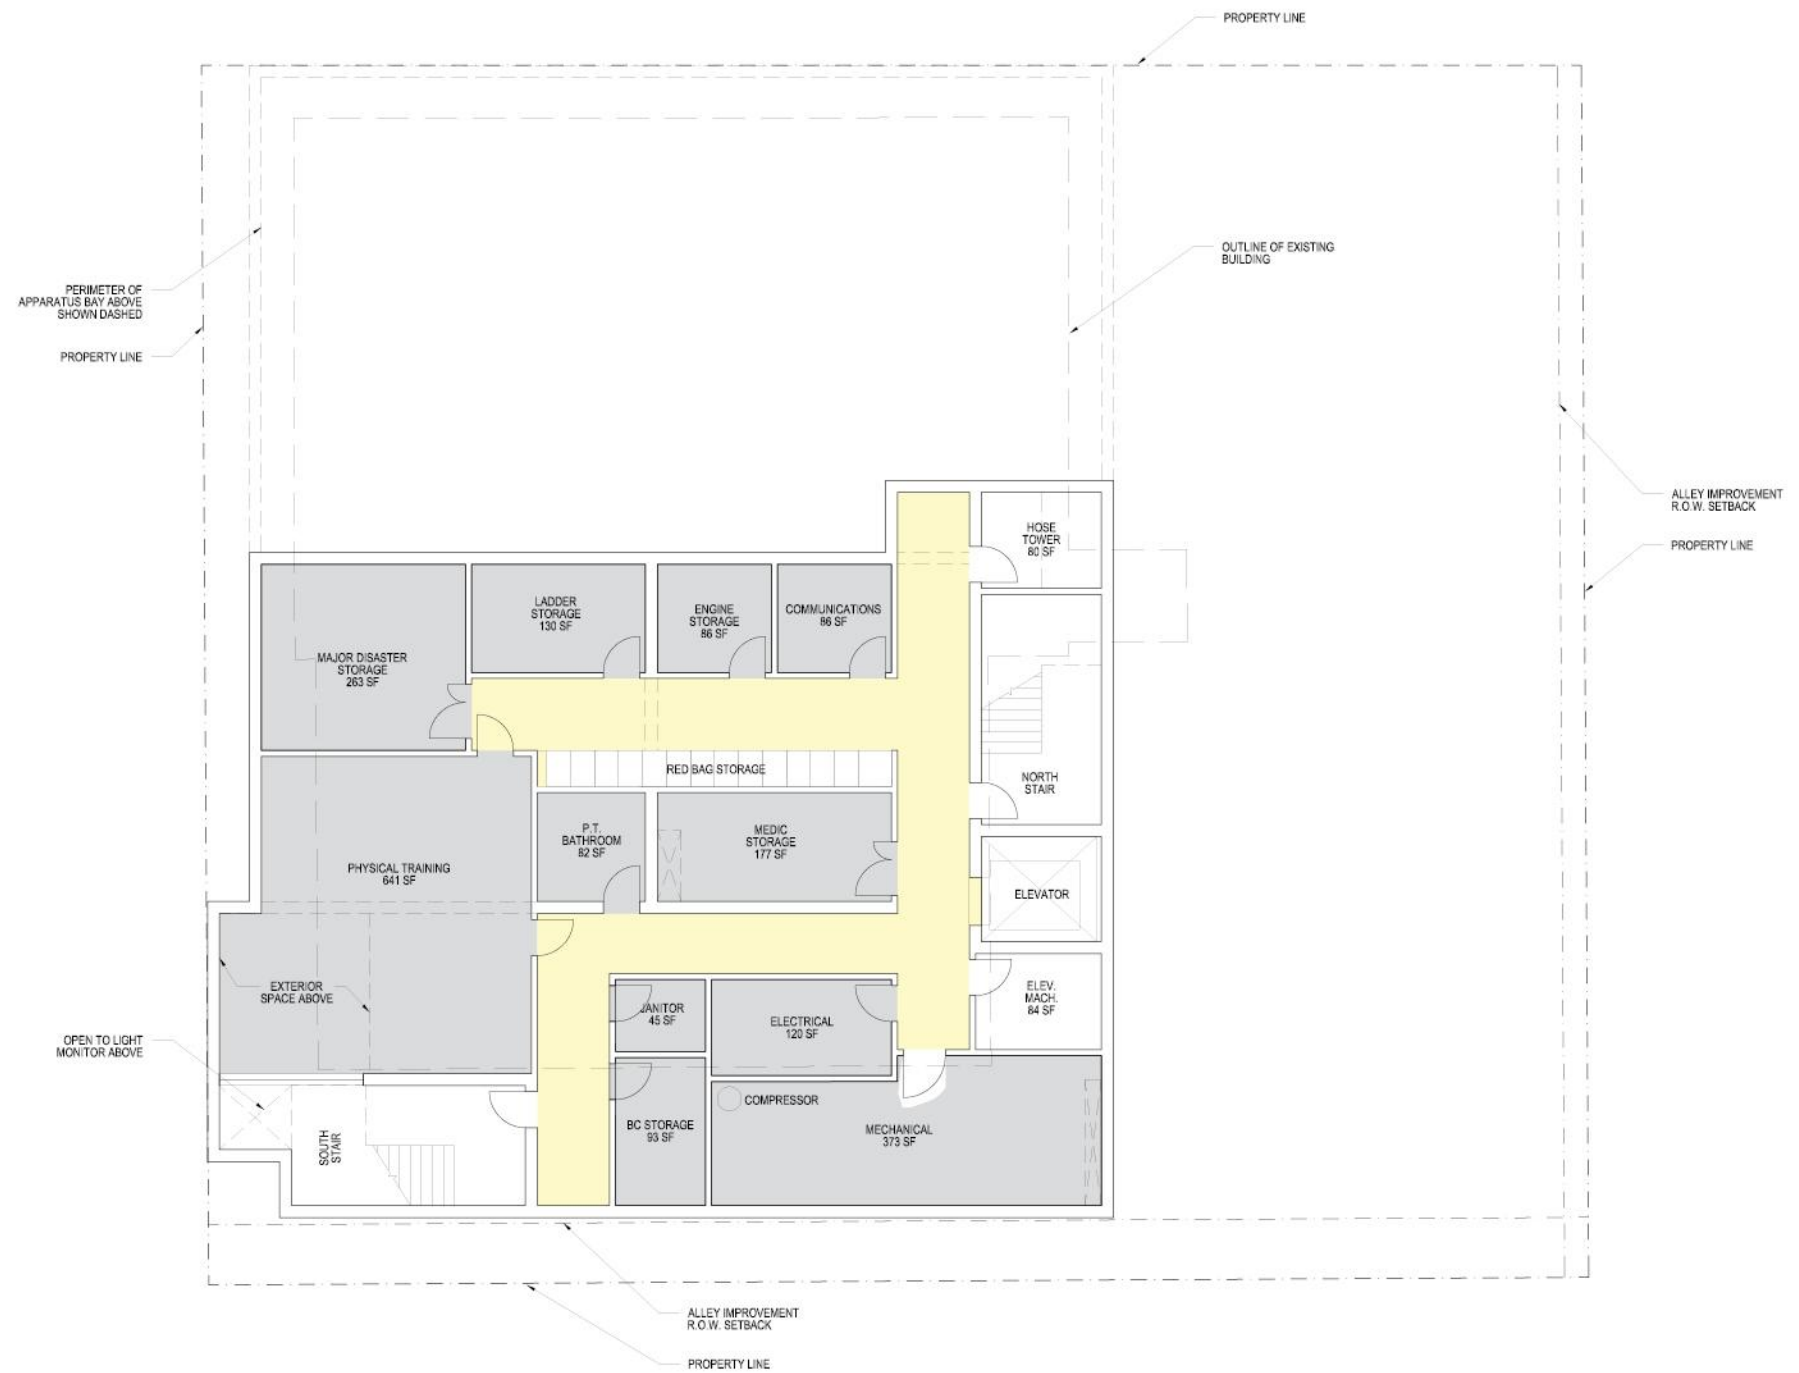 PROPERTY LINE
OUTLINE OF EXISTING
BUILDING
PERIMETER OF
APPARATUS BAY ABOVE
SHOWN DASHED
PROPERTY LINE
ALLEY IMPROVEMENT
R.O.W. SETBACK
PROPERTY LINE
HOSE
TOWER
80 SF
LADDER
STORAGE
130 SF
ENGINE
STORAGE
86 SF
COMMUNICATIONS
86 SF
MAJOR DISASTER
STORAGE
263 SF
RED BAG STORAGE
NORTH
STAIR
P.T.
BATHROOM
82 SF
MEDIC
STORAGE
177 SF
PHYSICAL TRAINING
641 SF
ELEVATOR
EXTERIOR
SPACE ABOVE
ELEV.
MACH.
84 SF
JANITOR
45 SF
ELECTRICAL
120 SF
OPEN TO LIGHT
MONITOR ABOVE
COMPRESSOR
BC STORAGE
93 SF
MECHANICAL
373 SF
SOUTH
STAIR
ALLEY IMPROVEMENT
R.O.W. SETBACK
PROPERTY LINE